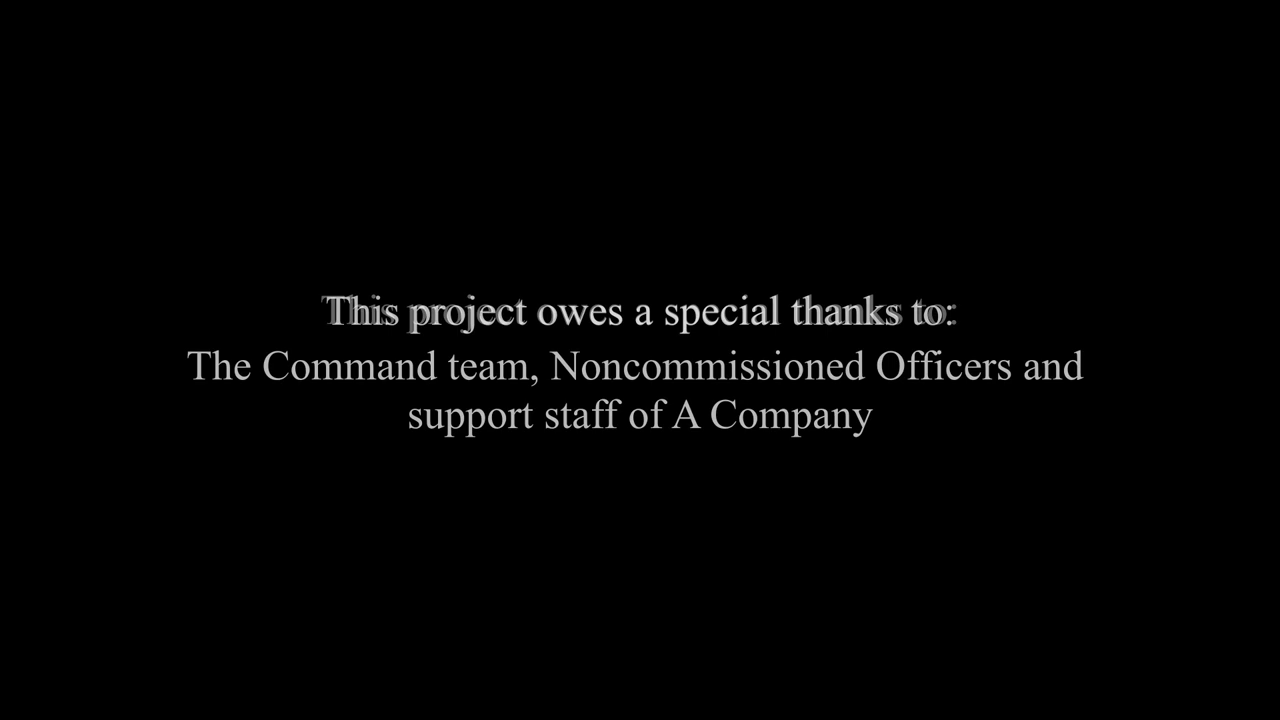 This project owes a special thanks to:
The Command team, Noncommissioned Officers and
support staff of A Company